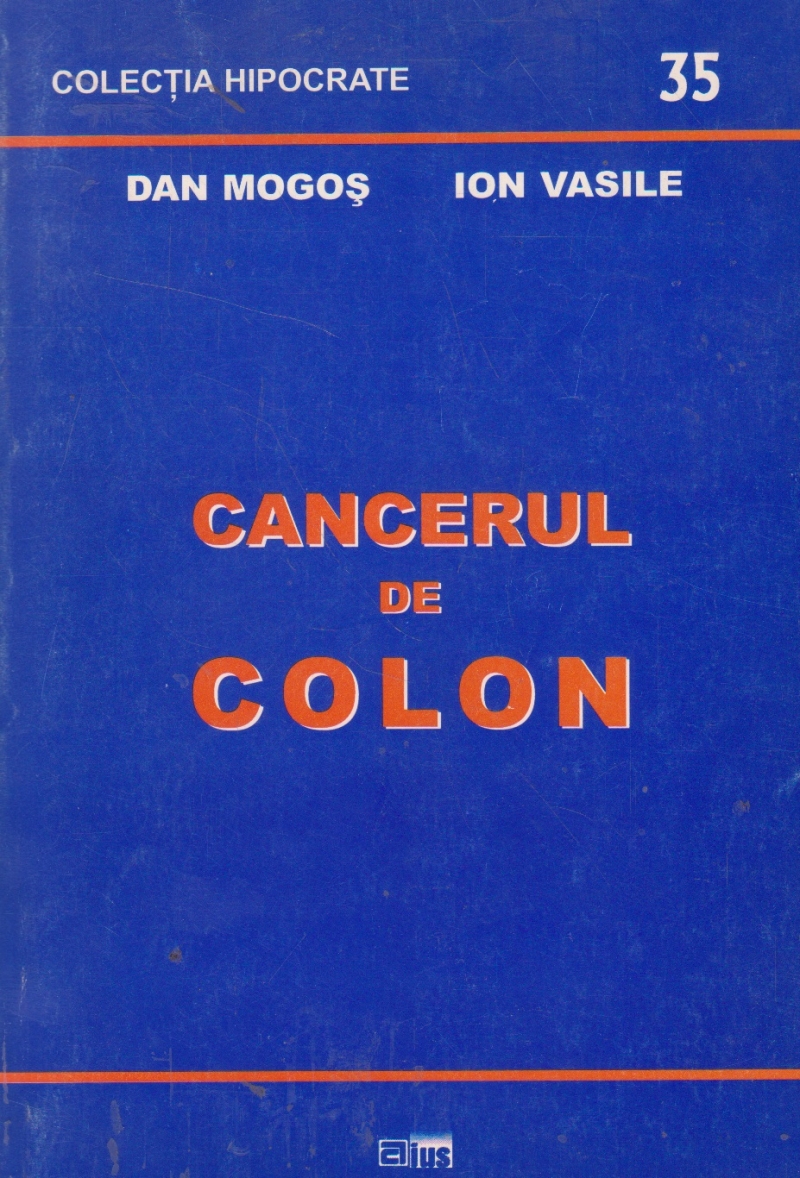 COLECȚIA HIPOCRATE 35
DAN MOGOȘ ION VASILE
CANCERUL
DE
COLON
aius